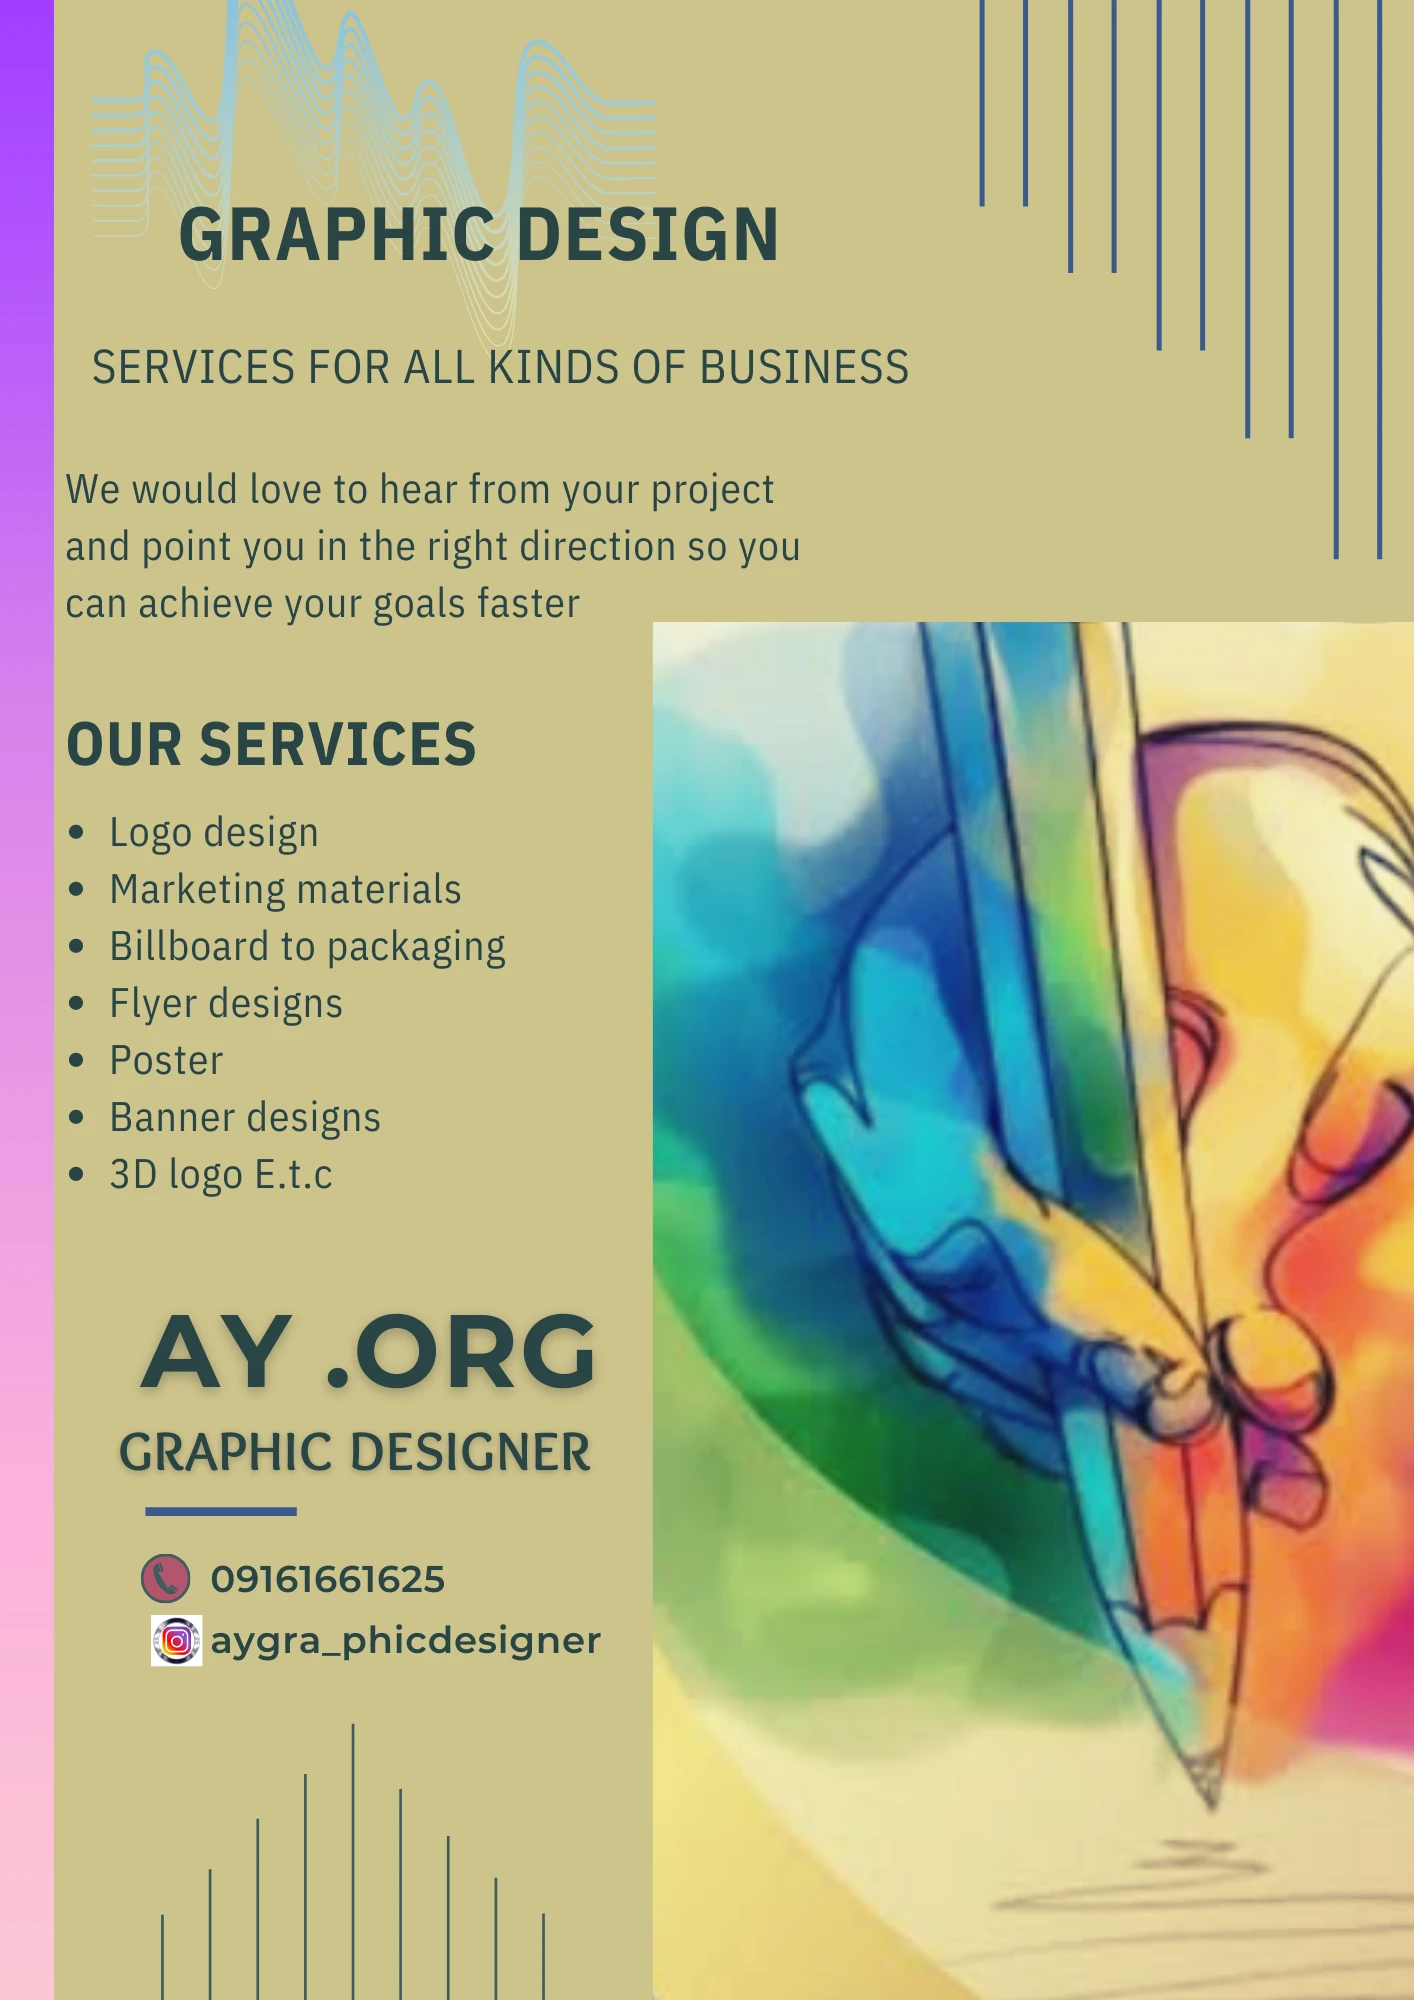 GRAPHIC DESIGN
SERVICES FOR ALL KINDS OF BUSINESS
We would love to hear from your project
and point you in the right direction so you
can achieve your goals faster
OUR SERVICES
• Logo design
• Marketing materials
• Billboard to packaging
• Flyer designs
• Poster
• Banner designs
• 3D logo E.t.c
AY .ORG
GRAPHIC DESIGNER
09161661625
aygra_phicdesigner